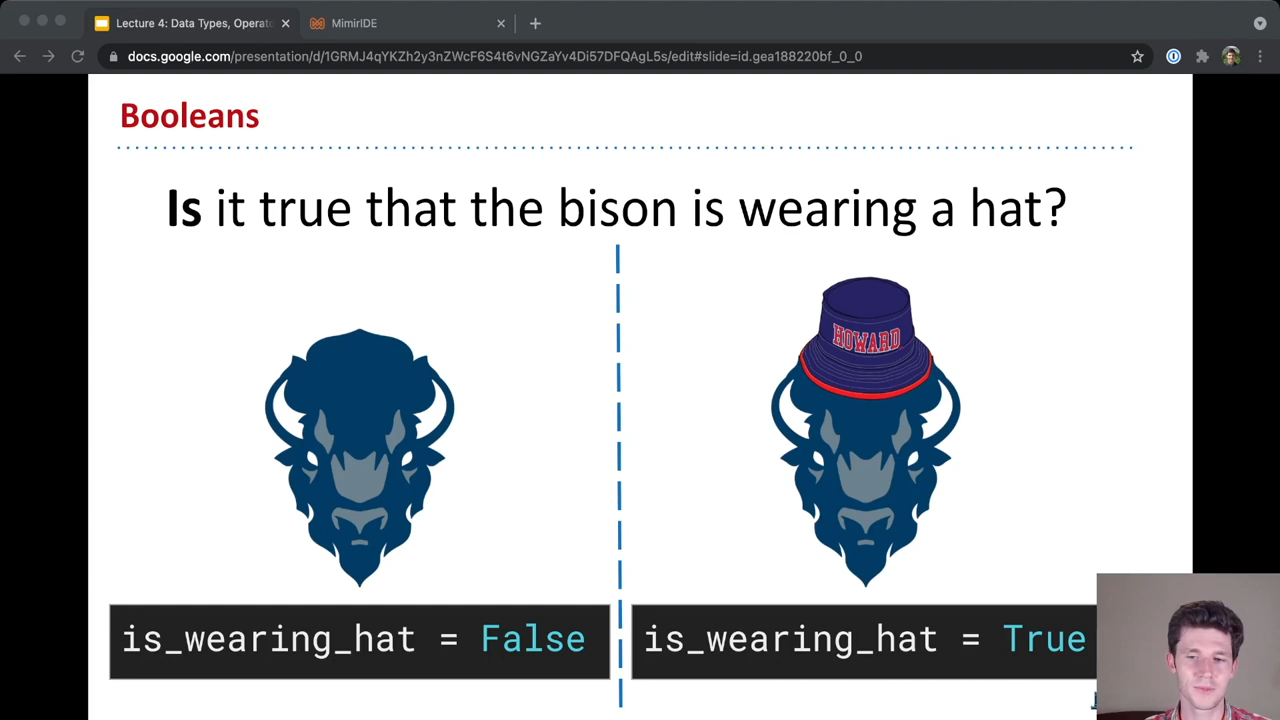 Lecture 4: Data Types, Operato
MimirIDE
docs.google.com/presentation/d/1GRMJ4qYKZh2y3nZWcF6S4t6vNGZaYv4Di57DFQAgL5s/edit#slide=id.gea188220bf_0_0
Booleans
Is it true that the bison is wearing a hat?
HOWARD
is_wearing_hat = False
is_wearing_hat = True